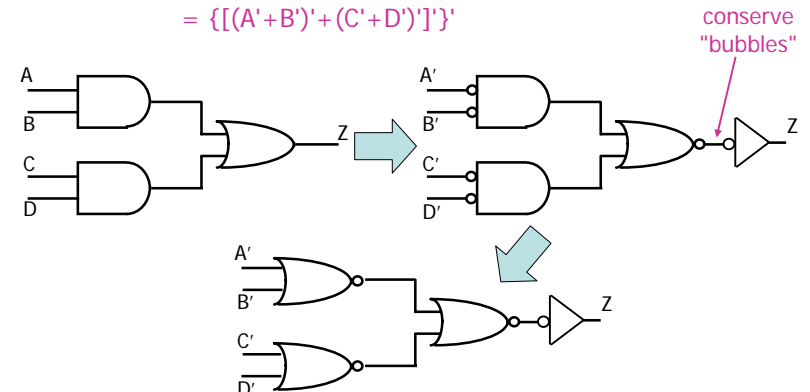 = {[(A'+B')'+(C'+D')']'}'
conserve
"bubbles"
A
B
C
D
Z
A'
B'
C'
D'
Z
A'
B'
C'
D'
Z